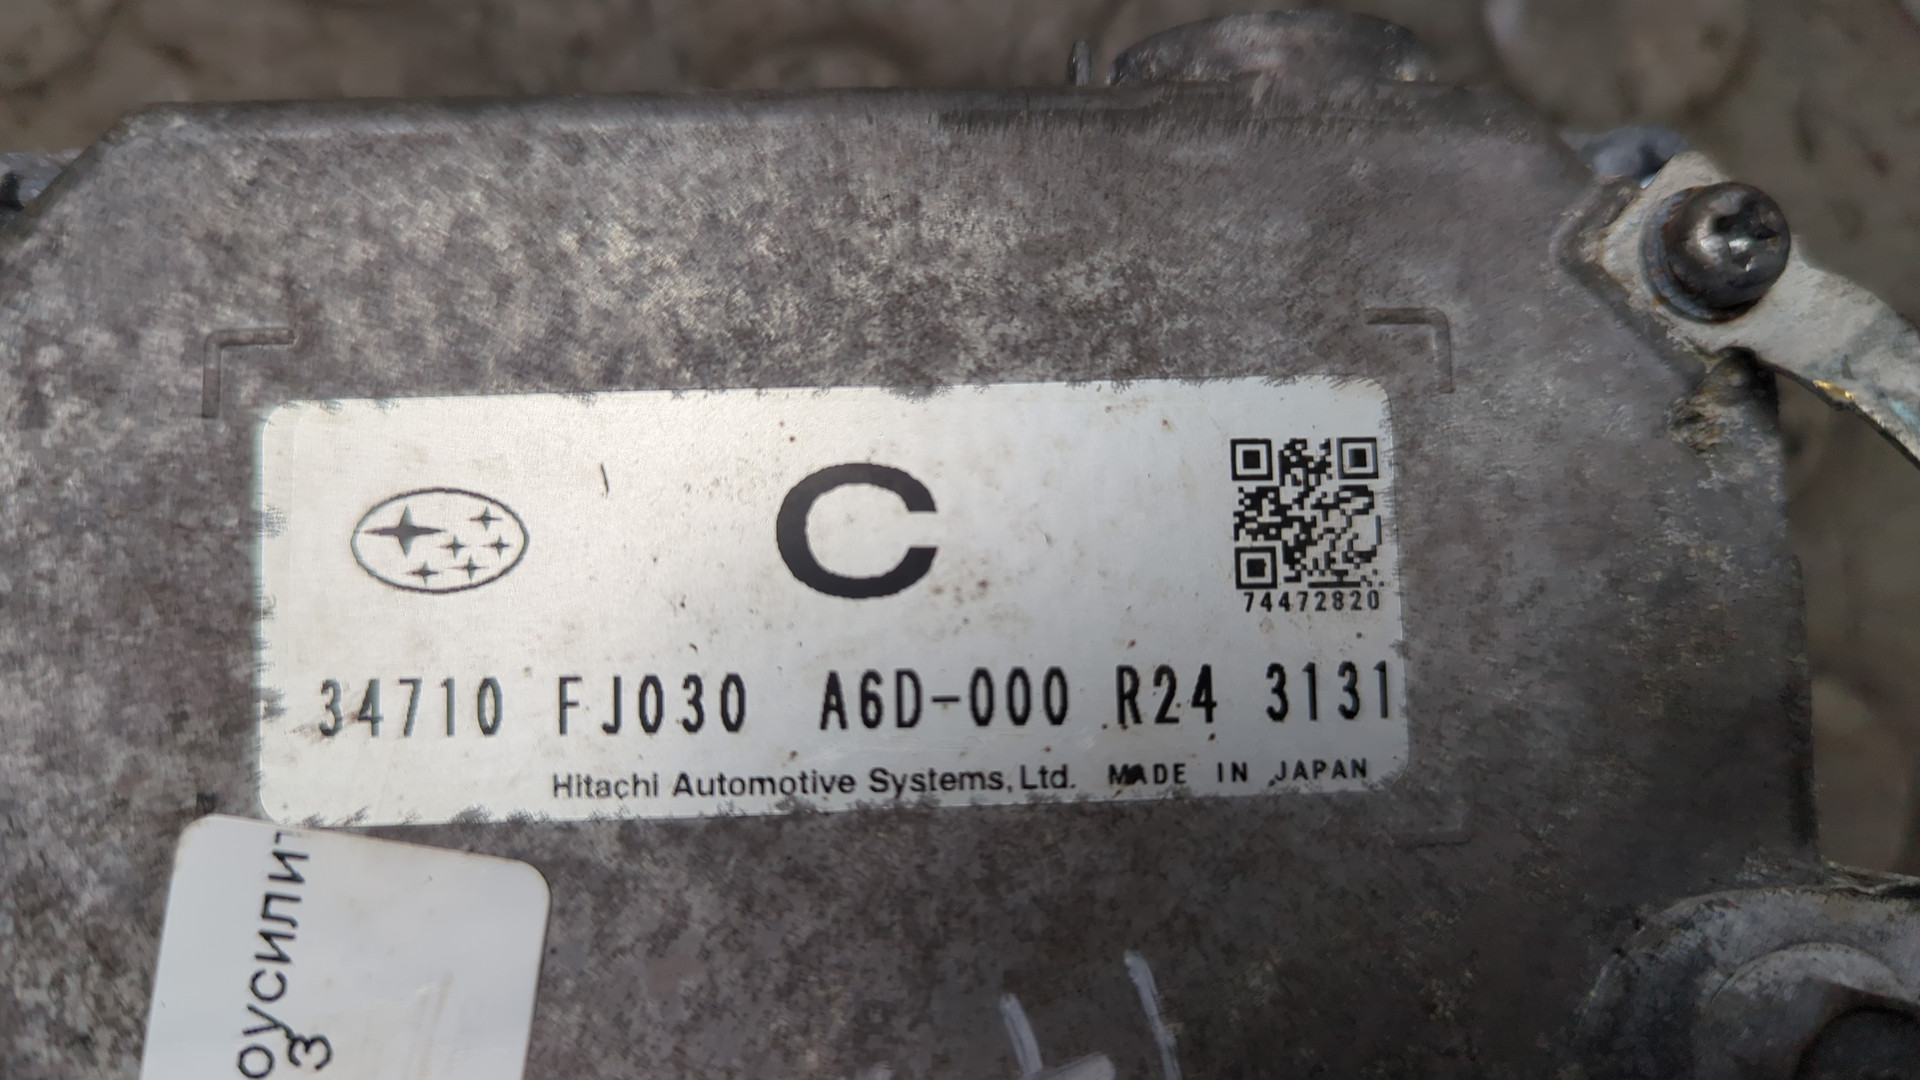 C
74472820
34710 FJ030 A6D-000 R24 3131
Hitachi Automotive Systems, Ltd. MADE IN JAPAN
оусилит
3